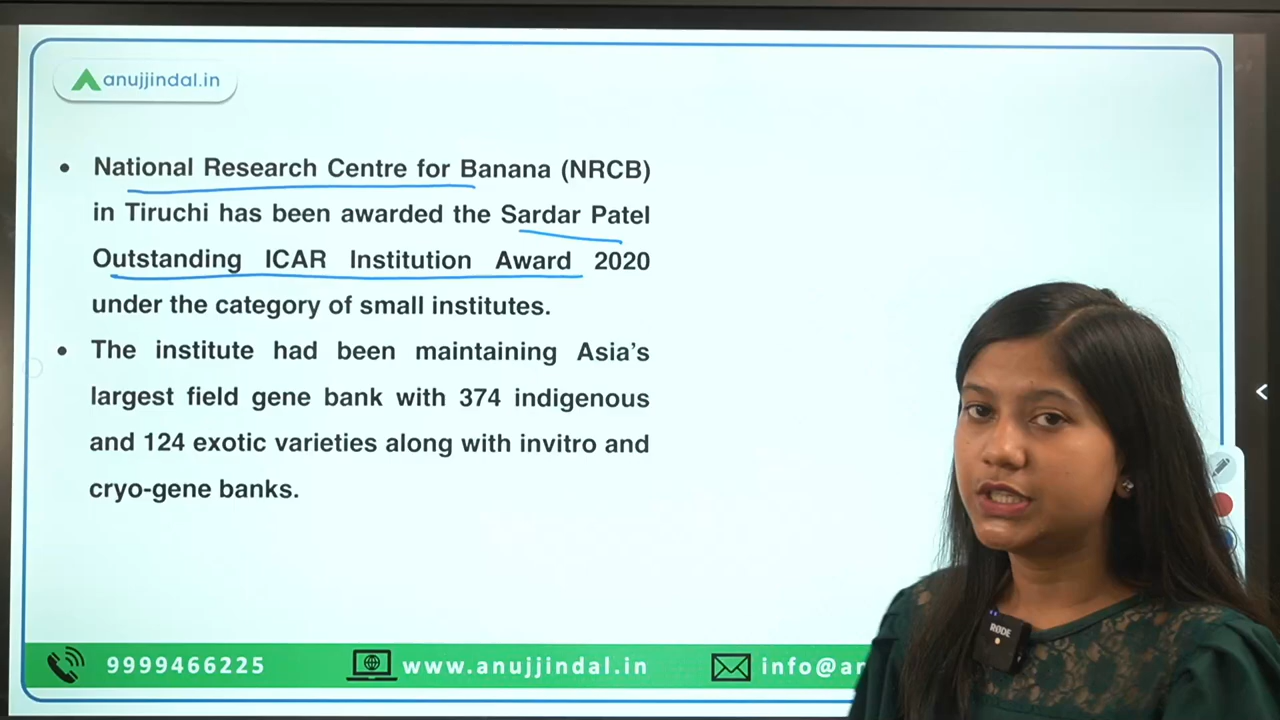 anujjindal.in
• National Research Centre for Banana (NRCB)
in Tiruchi has been awarded the Sardar Patel
Outstanding ICAR Institution Award 2020
under the category of small institutes.
• The institute had been maintaining Asia's
largest field gene bank with 374 indigenous
and 124 exotic varieties along with invitro and
cryo-gene banks.
RØDE
9999466225 www.anujjindal.in info@an